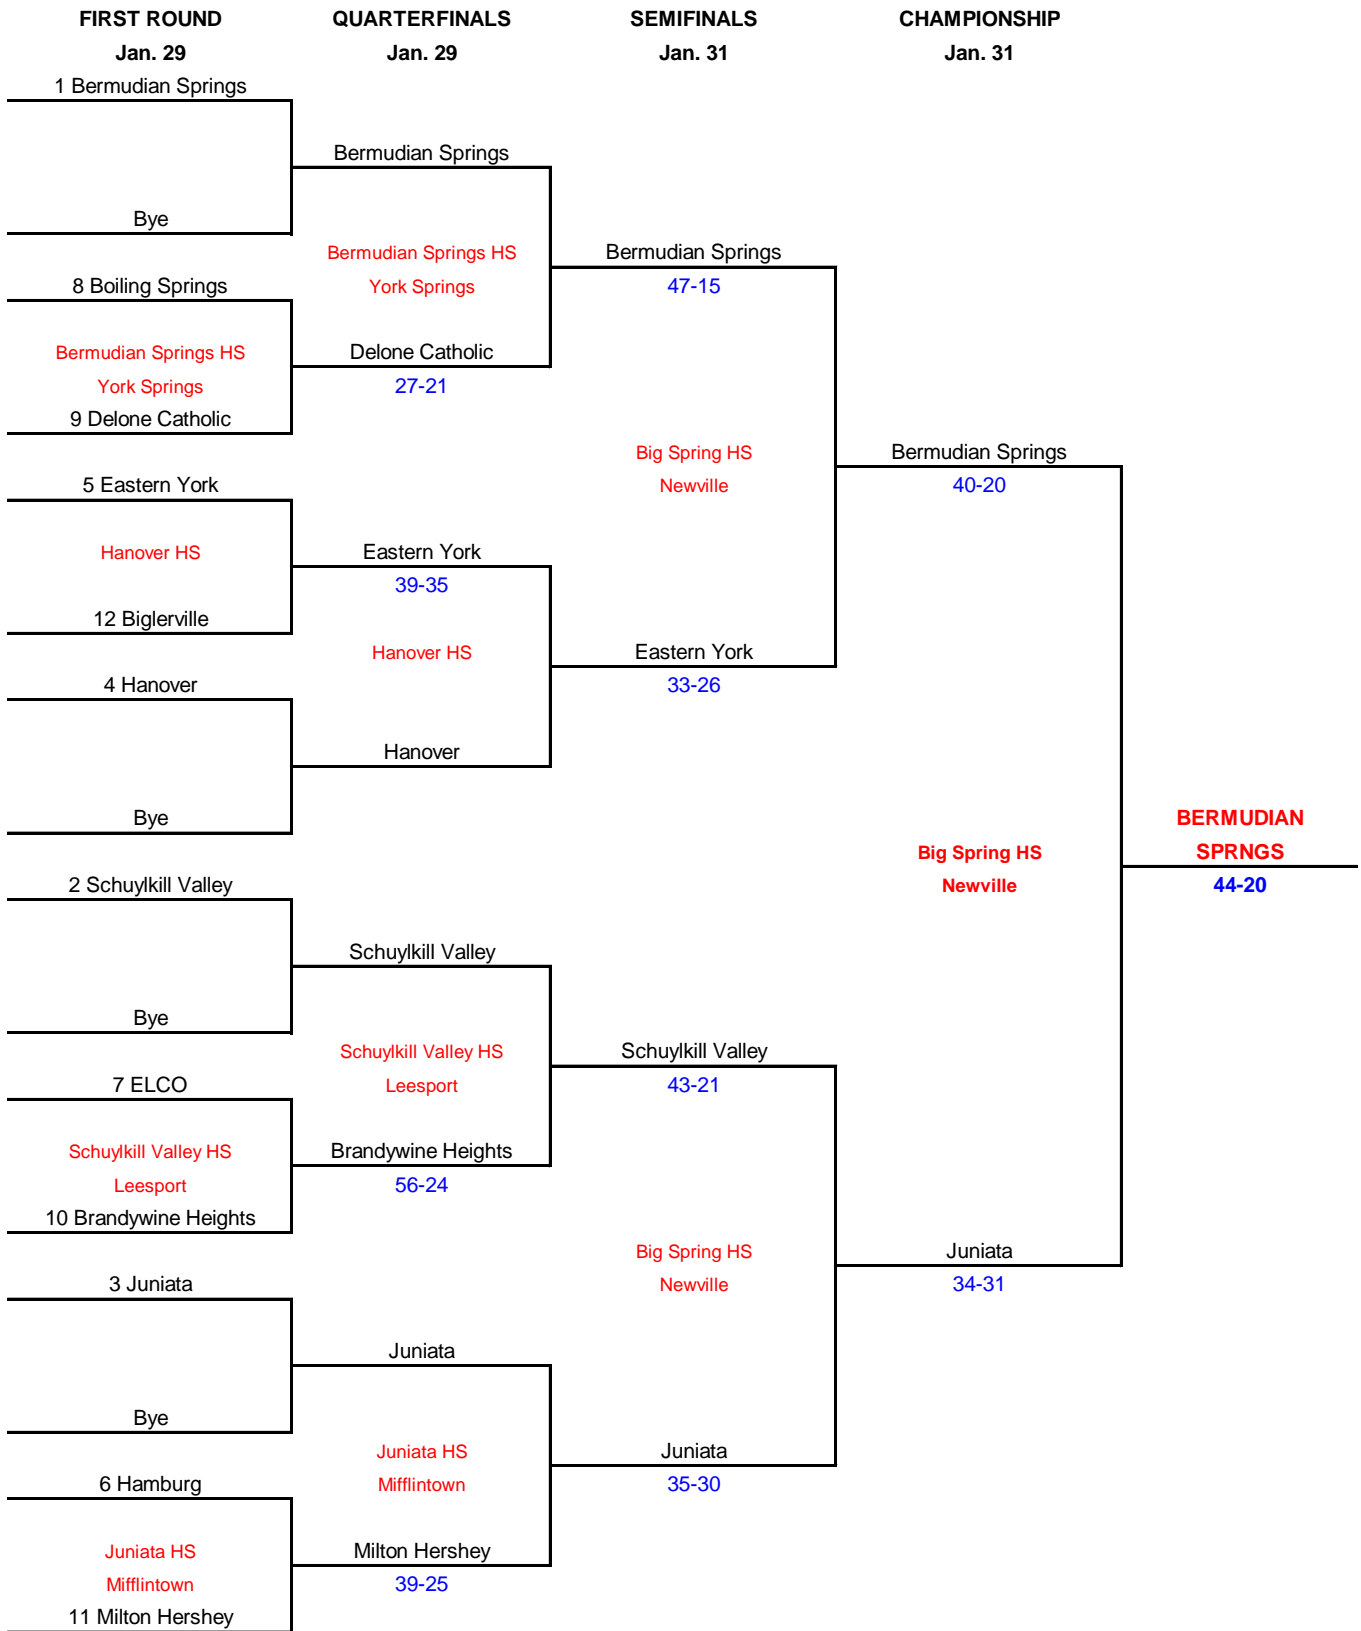 FIRST ROUND
Jan. 29
1 Bermudian Springs
Bye
8 Boiling Springs
Bermudian Springs HS
York Springs
9 Delone Catholic
5 Eastern York
Hanover HS
12 Biglerville
4 Hanover
Bye
2 Schuylkill Valley
Bye
7 ELCO
Schuylkill Valley HS
Leesport
10 Brandywine Heights
3 Juniata
Bye
6 Hamburg
Juniata HS
Mifflintown
11 Milton Hershey
QUARTERFINALS
Jan. 29
Bermudian Springs
Bermudian Springs HS
York Springs
Delone Catholic
27-21
Eastern York
39-35
Hanover HS
Hanover
Schuylkill Valley
Schuylkill Valley HS
Leesport
Brandywine Heights
56-24
Juniata
Juniata HS
Mifflintown
Milton Hershey
39-25
SEMIFINALS
Jan. 31
Bermudian Springs
47-15
Big Spring HS
Newville
Eastern York
33-26
Schuylkill Valley
43-21
Big Spring HS
Newville
Juniata
35-30
CHAMPIONSHIP
Jan. 31
Bermudian Springs
40-20
Big Spring HS
Newville
Juniata
34-31
BERMUDIAN
SPRNGS
44-20